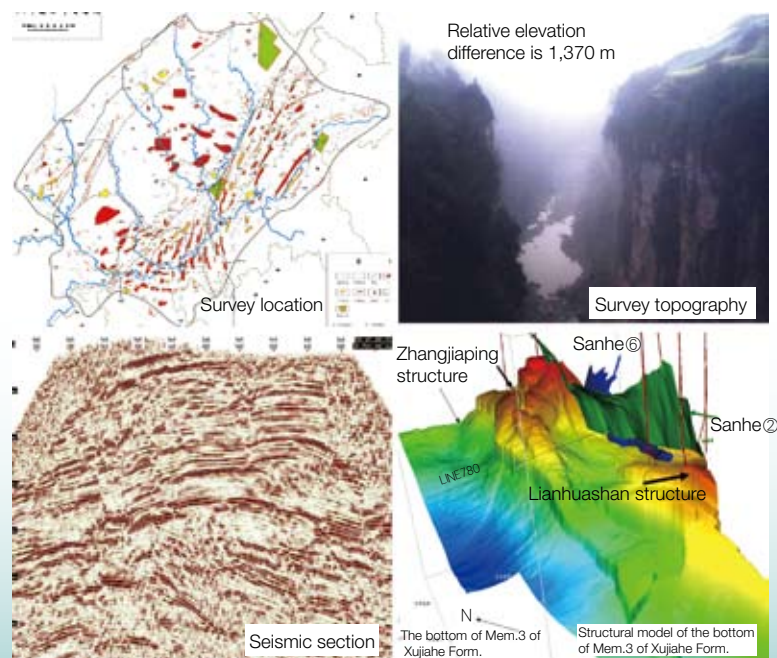 Relative elevation
difference is 1,370 m
Survey location
Survey topography
Zhangjiaping
structure
Sanhe⑥
Sanhe②
LINE780
Lianhuashan structure
N
The bottom of Mem.3 of
Xujiahe Form.
Structural model of the bottom
of Mem.3 of Xujiahe Form.
Seismic section